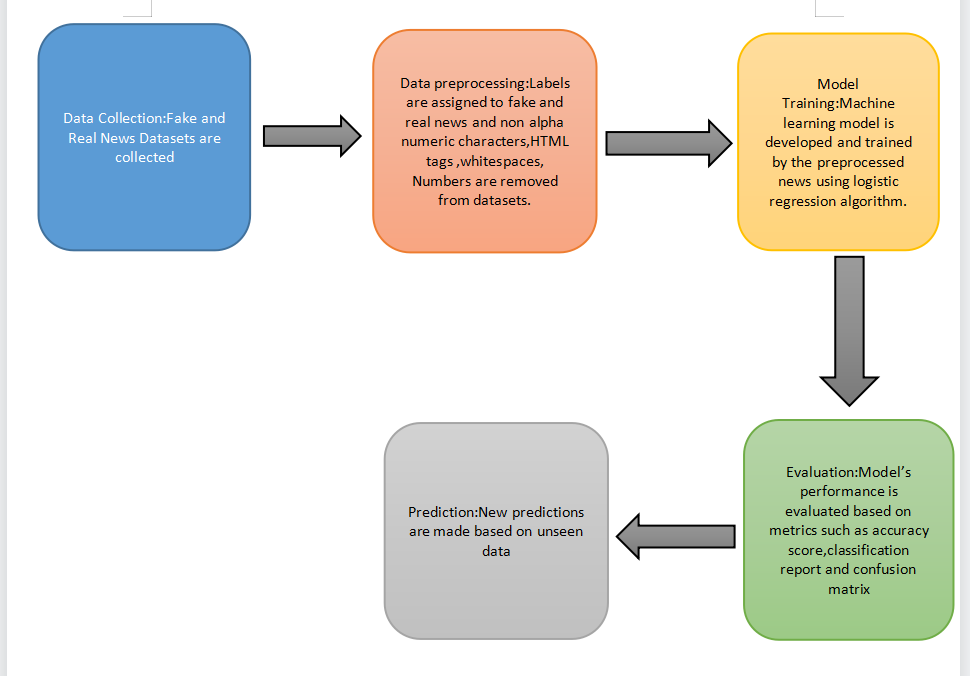 Data Collection:Fake and
Real News Datasets are
collected
Data preprocessing:Labels
are assigned to fake and
real news and non alpha
numeric characters,HTML
tags ,whitespaces,
Numbers are removed
from datasets.
Model
Training:Machine
learning model is
developed and trained
by the preprocessed
news using logistic
regression algorithm.
Evaluation:Model’s
performance is
evaluated based on
metrics such as accuracy
score,classification
report and confusion
matrix
Prediction:New predictions
are made based on unseen
data